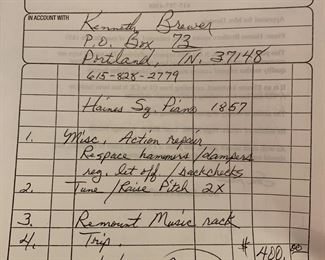 IN ACCOUNT WITH
Kenneth Brewer
P.O. Box 73
Portland, TN. 37148
615-828-2779
Haines Sq. Piano 1857
1. Misc. Action repair
Respace hammers/dampers
reg. let off / backchecks
2. Tune / Raise Pitch 2X
3. Remount Music rack
4. Trip. $ 400.00